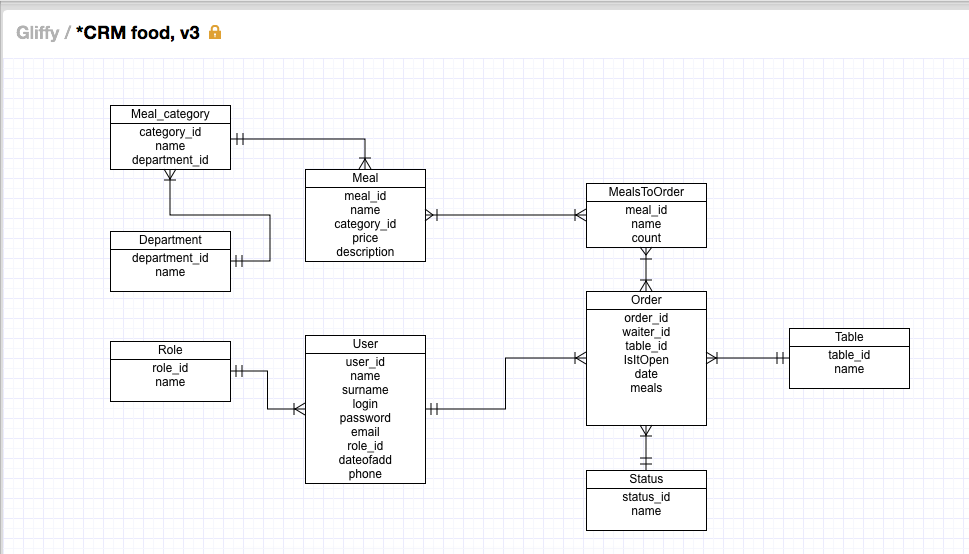 Gliffy / *CRM food, v3
Meal_category
category_id
name
department_id
Meal
meal_id
name
category_id
price
description
MealsToOrder
meal_id
name
count
Department
department_id
name
Order
order_id
waiter_id
table_id
IsItOpen
date
meals
Table
table_id
name
Role
role_id
name
User
user_id
name
surname
login
password
email
role_id
dateofadd
phone
Status
status_id
name